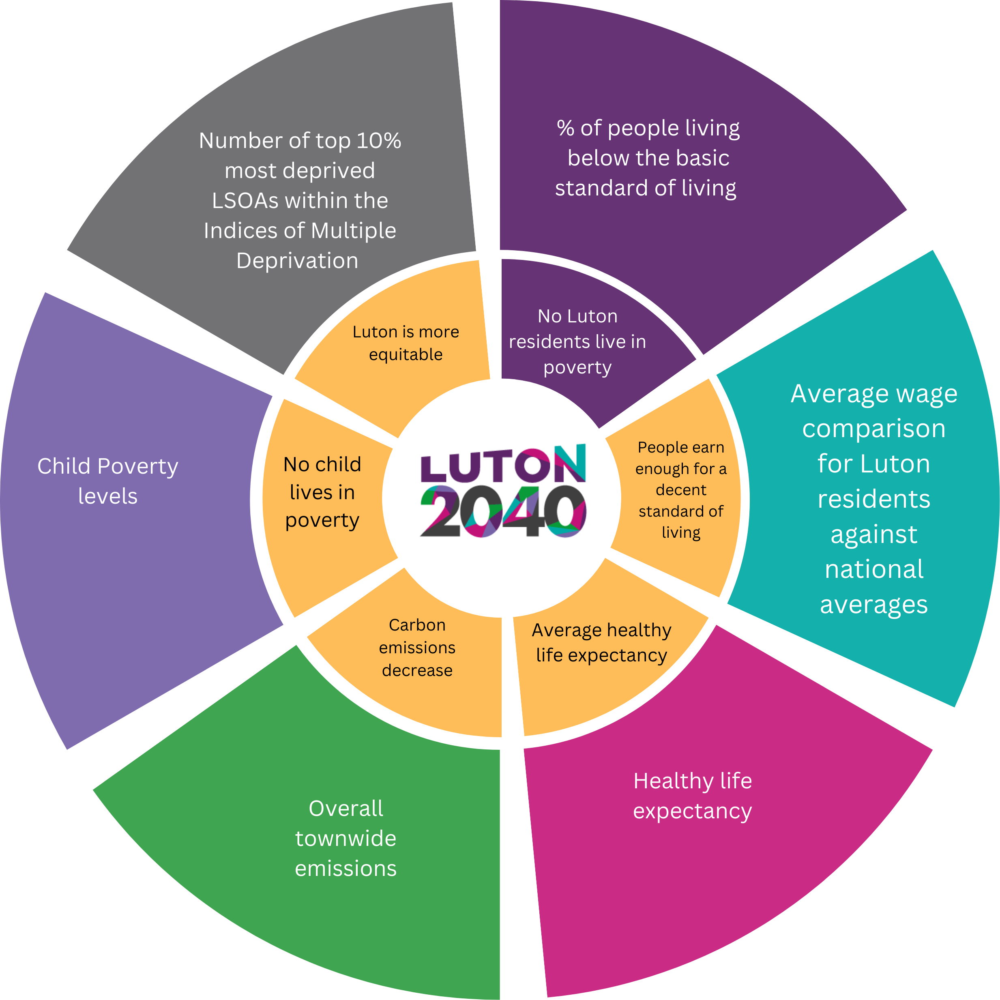 % of people living
below the basic
standard of living
No Luton
residents live in
poverty
Average wage
comparison
for Luton
residents
against
national
averages
People earn
enough for a
decent
standard of
living
Healthy life
expectancy
Average healthy
life expectancy
Overall
townwide
emissions
Carbon
emissions
decrease
Child Poverty
levels
No child
lives in
poverty
Number of top 10%
most deprived
LSOAs within the
Indices of Multiple
Deprivation
Luton is more
equitable
LUTON
2040